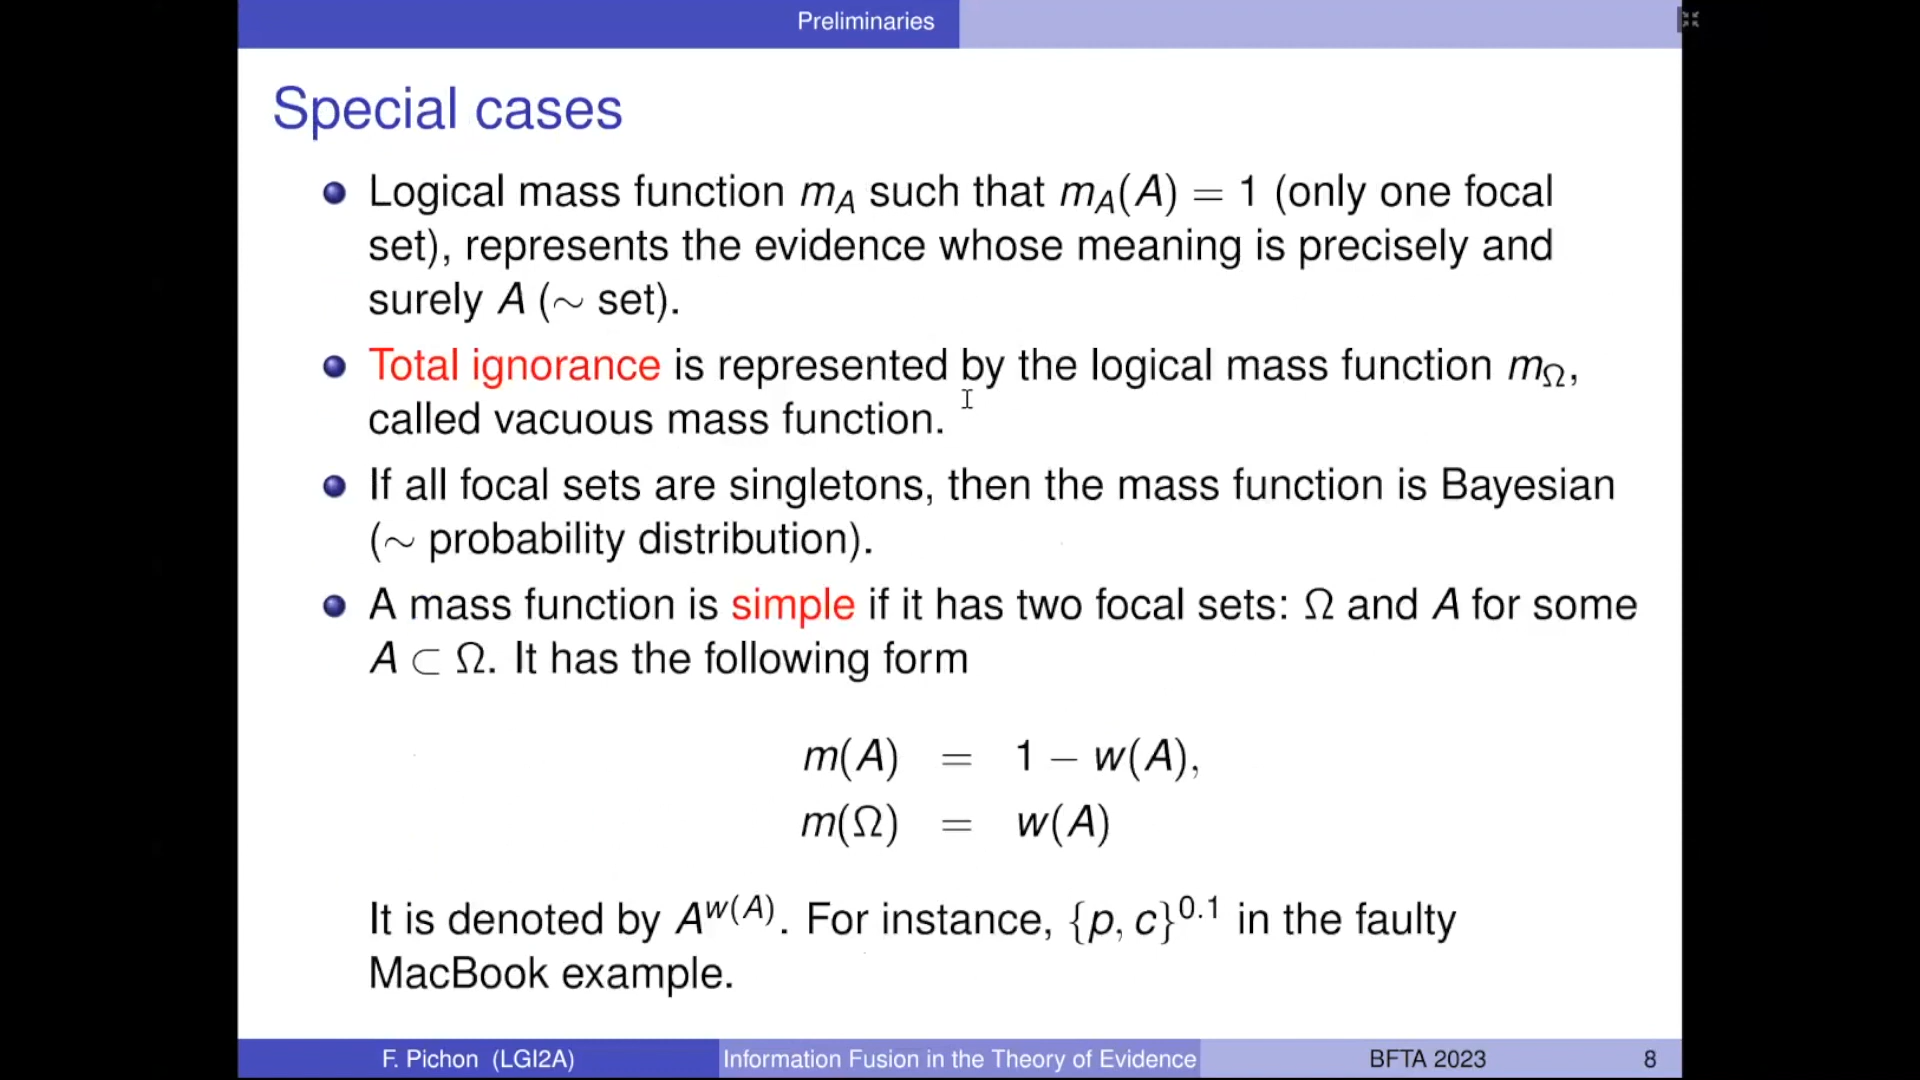 Preliminaries
Special cases
Logical mass function m_A such that m_A(A) = 1 (only one focal
set), represents the evidence whose meaning is precisely and
surely A (∼ set).
Total ignorance is represented by the logical mass function m_Ω,
called vacuous mass function.
If all focal sets are singletons, then the mass function is Bayesian
(∼ probability distribution).
A mass function is simple if it has two focal sets: Ω and A for some
A ⊂ Ω. It has the following form
m(A) = 1 − w(A),
m(Ω) = w(A)
It is denoted by A^{w(A)}. For instance, {p, c}^{0.1} in the faulty
MacBook example.
F. Pichon (LGI2A) Information Fusion in the Theory of Evidence BFTA 2023 8